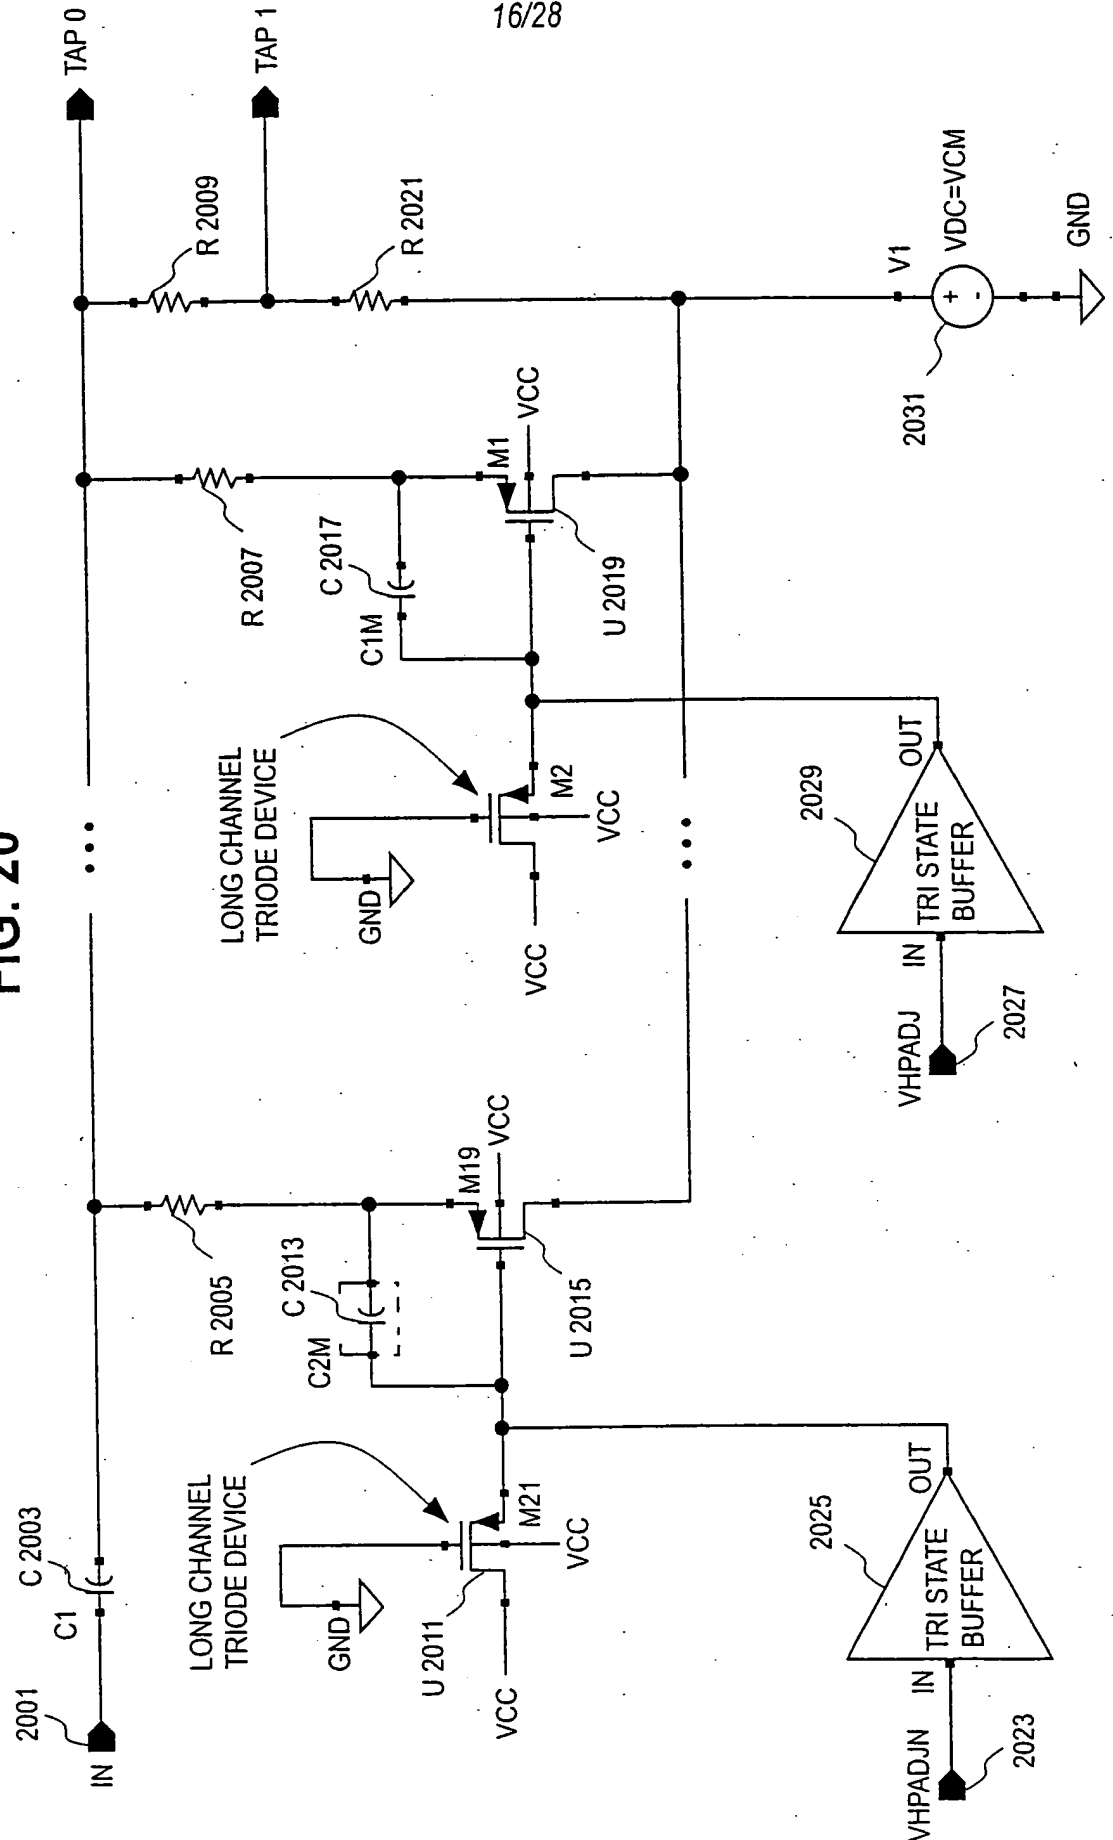 16/28
FIG. 20
2001
IN
C1
C 2003
TAP 0
TAP 1
R 2009
R 2021
R 2005
R 2007
C 2013
C2M
M19
VCC
U 2015
C 2017
C1M
M1
VCC
U 2019
LONG CHANNEL
TRIODE DEVICE
GND
U 2011
VCC
M21
VCC
LONG CHANNEL
TRIODE DEVICE
GND
VCC
M2
VCC
V1
VDC=VCM
2031
GND
2025
TRI STATE
BUFFER
IN
OUT
VHPADJN
2023
2029
TRI STATE
BUFFER
IN
OUT
VHPADJ
2027